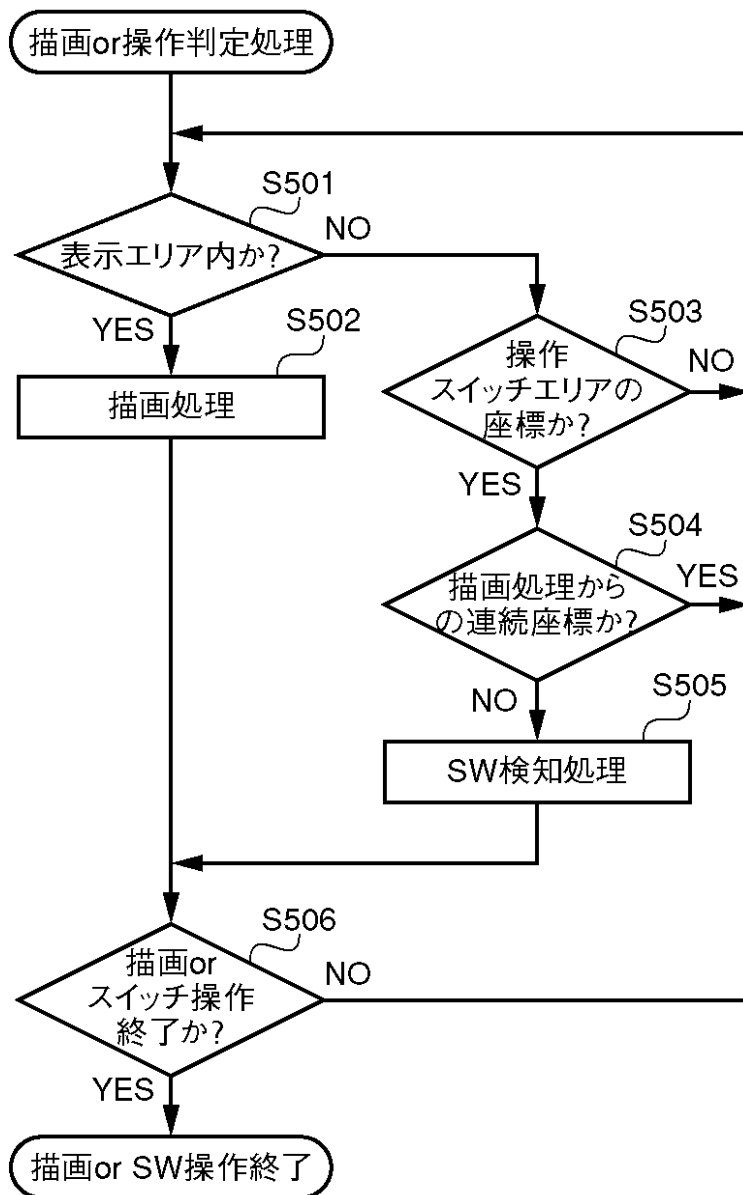 描画or操作判定処理
S501
表示エリア内か?
NO
YES
S502
描画処理
S503
操作
スイッチエリアの
座標か?
NO
YES
S504
描画処理から
の連続座標か?
YES
NO
S505
SW検知処理
S506
描画or
スイッチ操作
終了か?
NO
YES
描画or SW操作終了